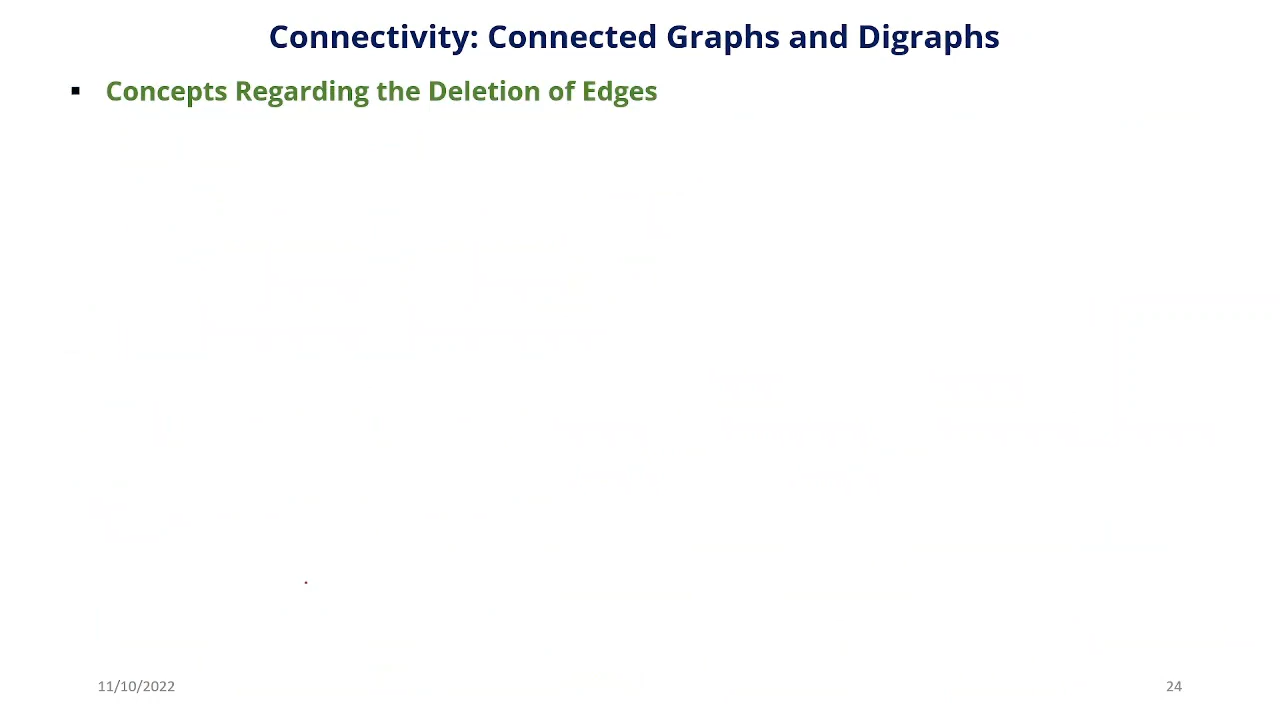 Connectivity: Connected Graphs and Digraphs
▪ Concepts Regarding the Deletion of Edges
11/10/2022
24